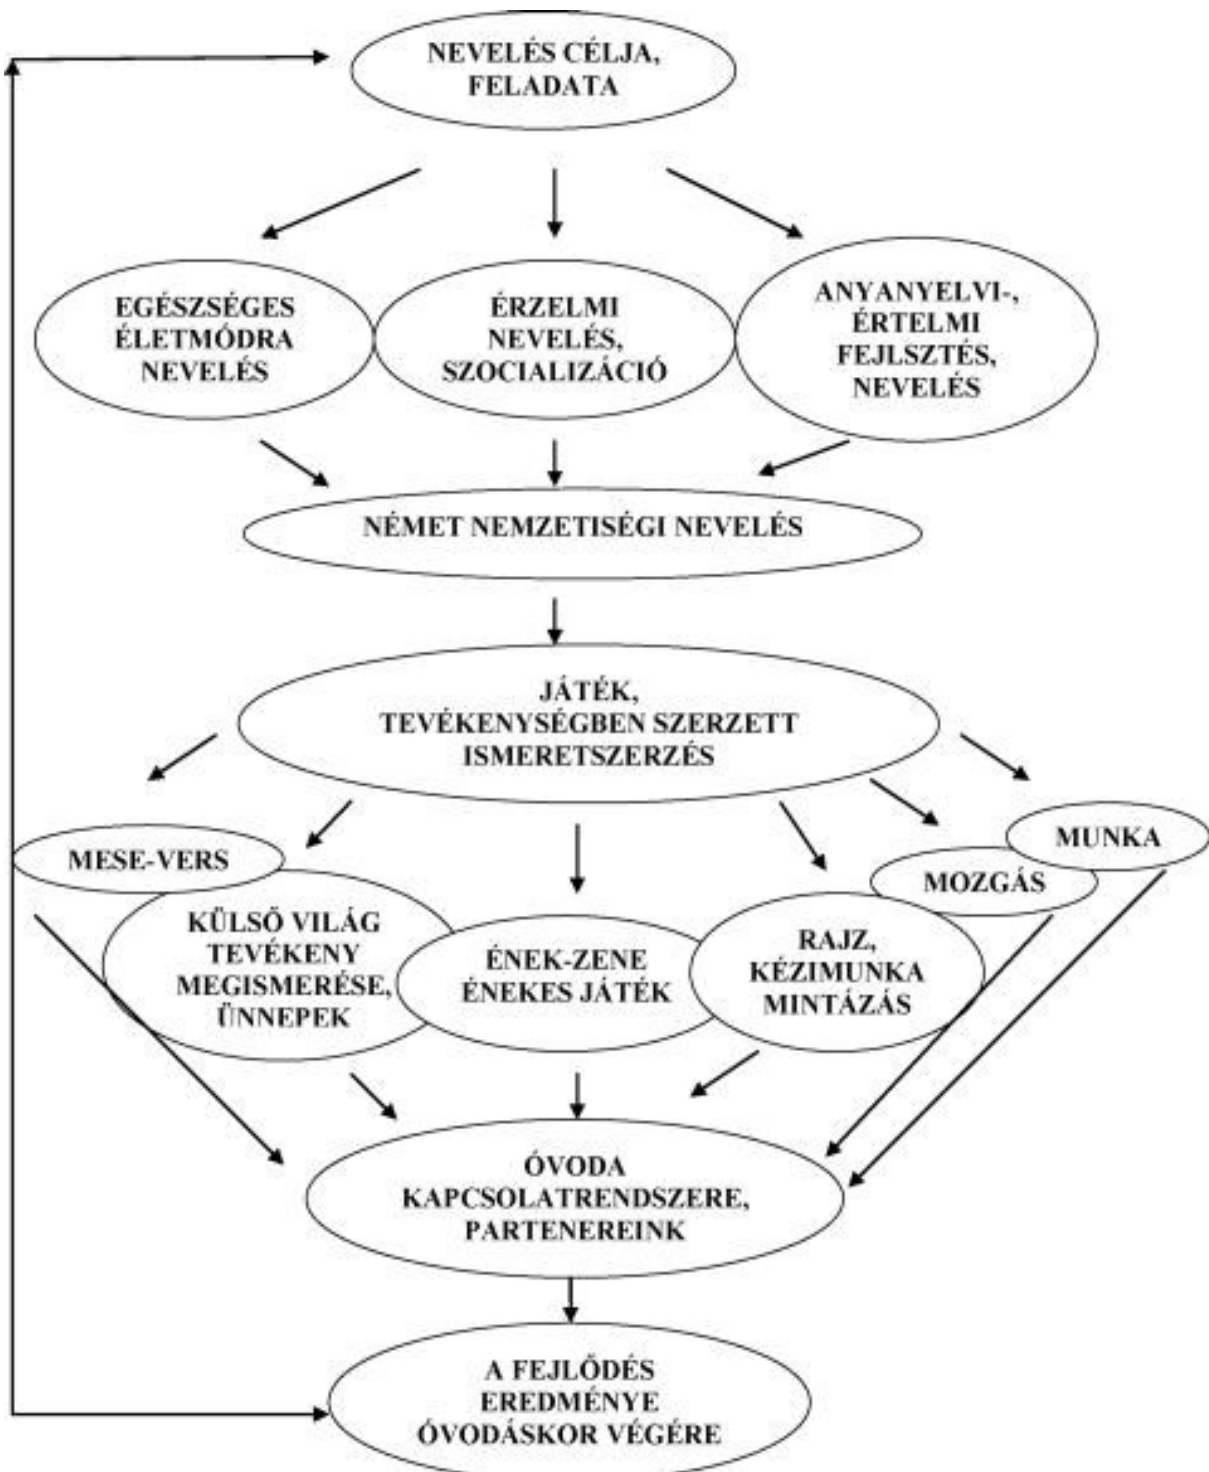 NEVELÉS CÉLJA,
FELADATA
EGÉSZSÉGES
ÉLETMÓDRA
NEVELÉS
ÉRZELMI
NEVELÉS,
SZOCIALIZÁCIÓ
ANYANYELVI-,
ÉRTELMI
FEJLSZTÉS,
NEVELÉS
NÉMET NEMZETISÉGI NEVELÉS
JÁTÉK,
TEVÉKENYSÉGBEN SZERZETT
ISMERETSZERZÉS
MESE-VERS
KÜLSŐ VILÁG
TEVÉKENY
MEGISMERÉSE,
ÜNNEPEK
ÉNEK-ZENE
ÉNEKES JÁTÉK
RAJZ,
KÉZIMUNKA
MINTÁZÁS
MOZGÁS
MUNKA
ÓVODA
KAPCSOLATRENDSZERE,
PARTENEREINK
A FEJLŐDÉS
EREDMÉNYE
ÓVODÁSKOR VÉGÉRE